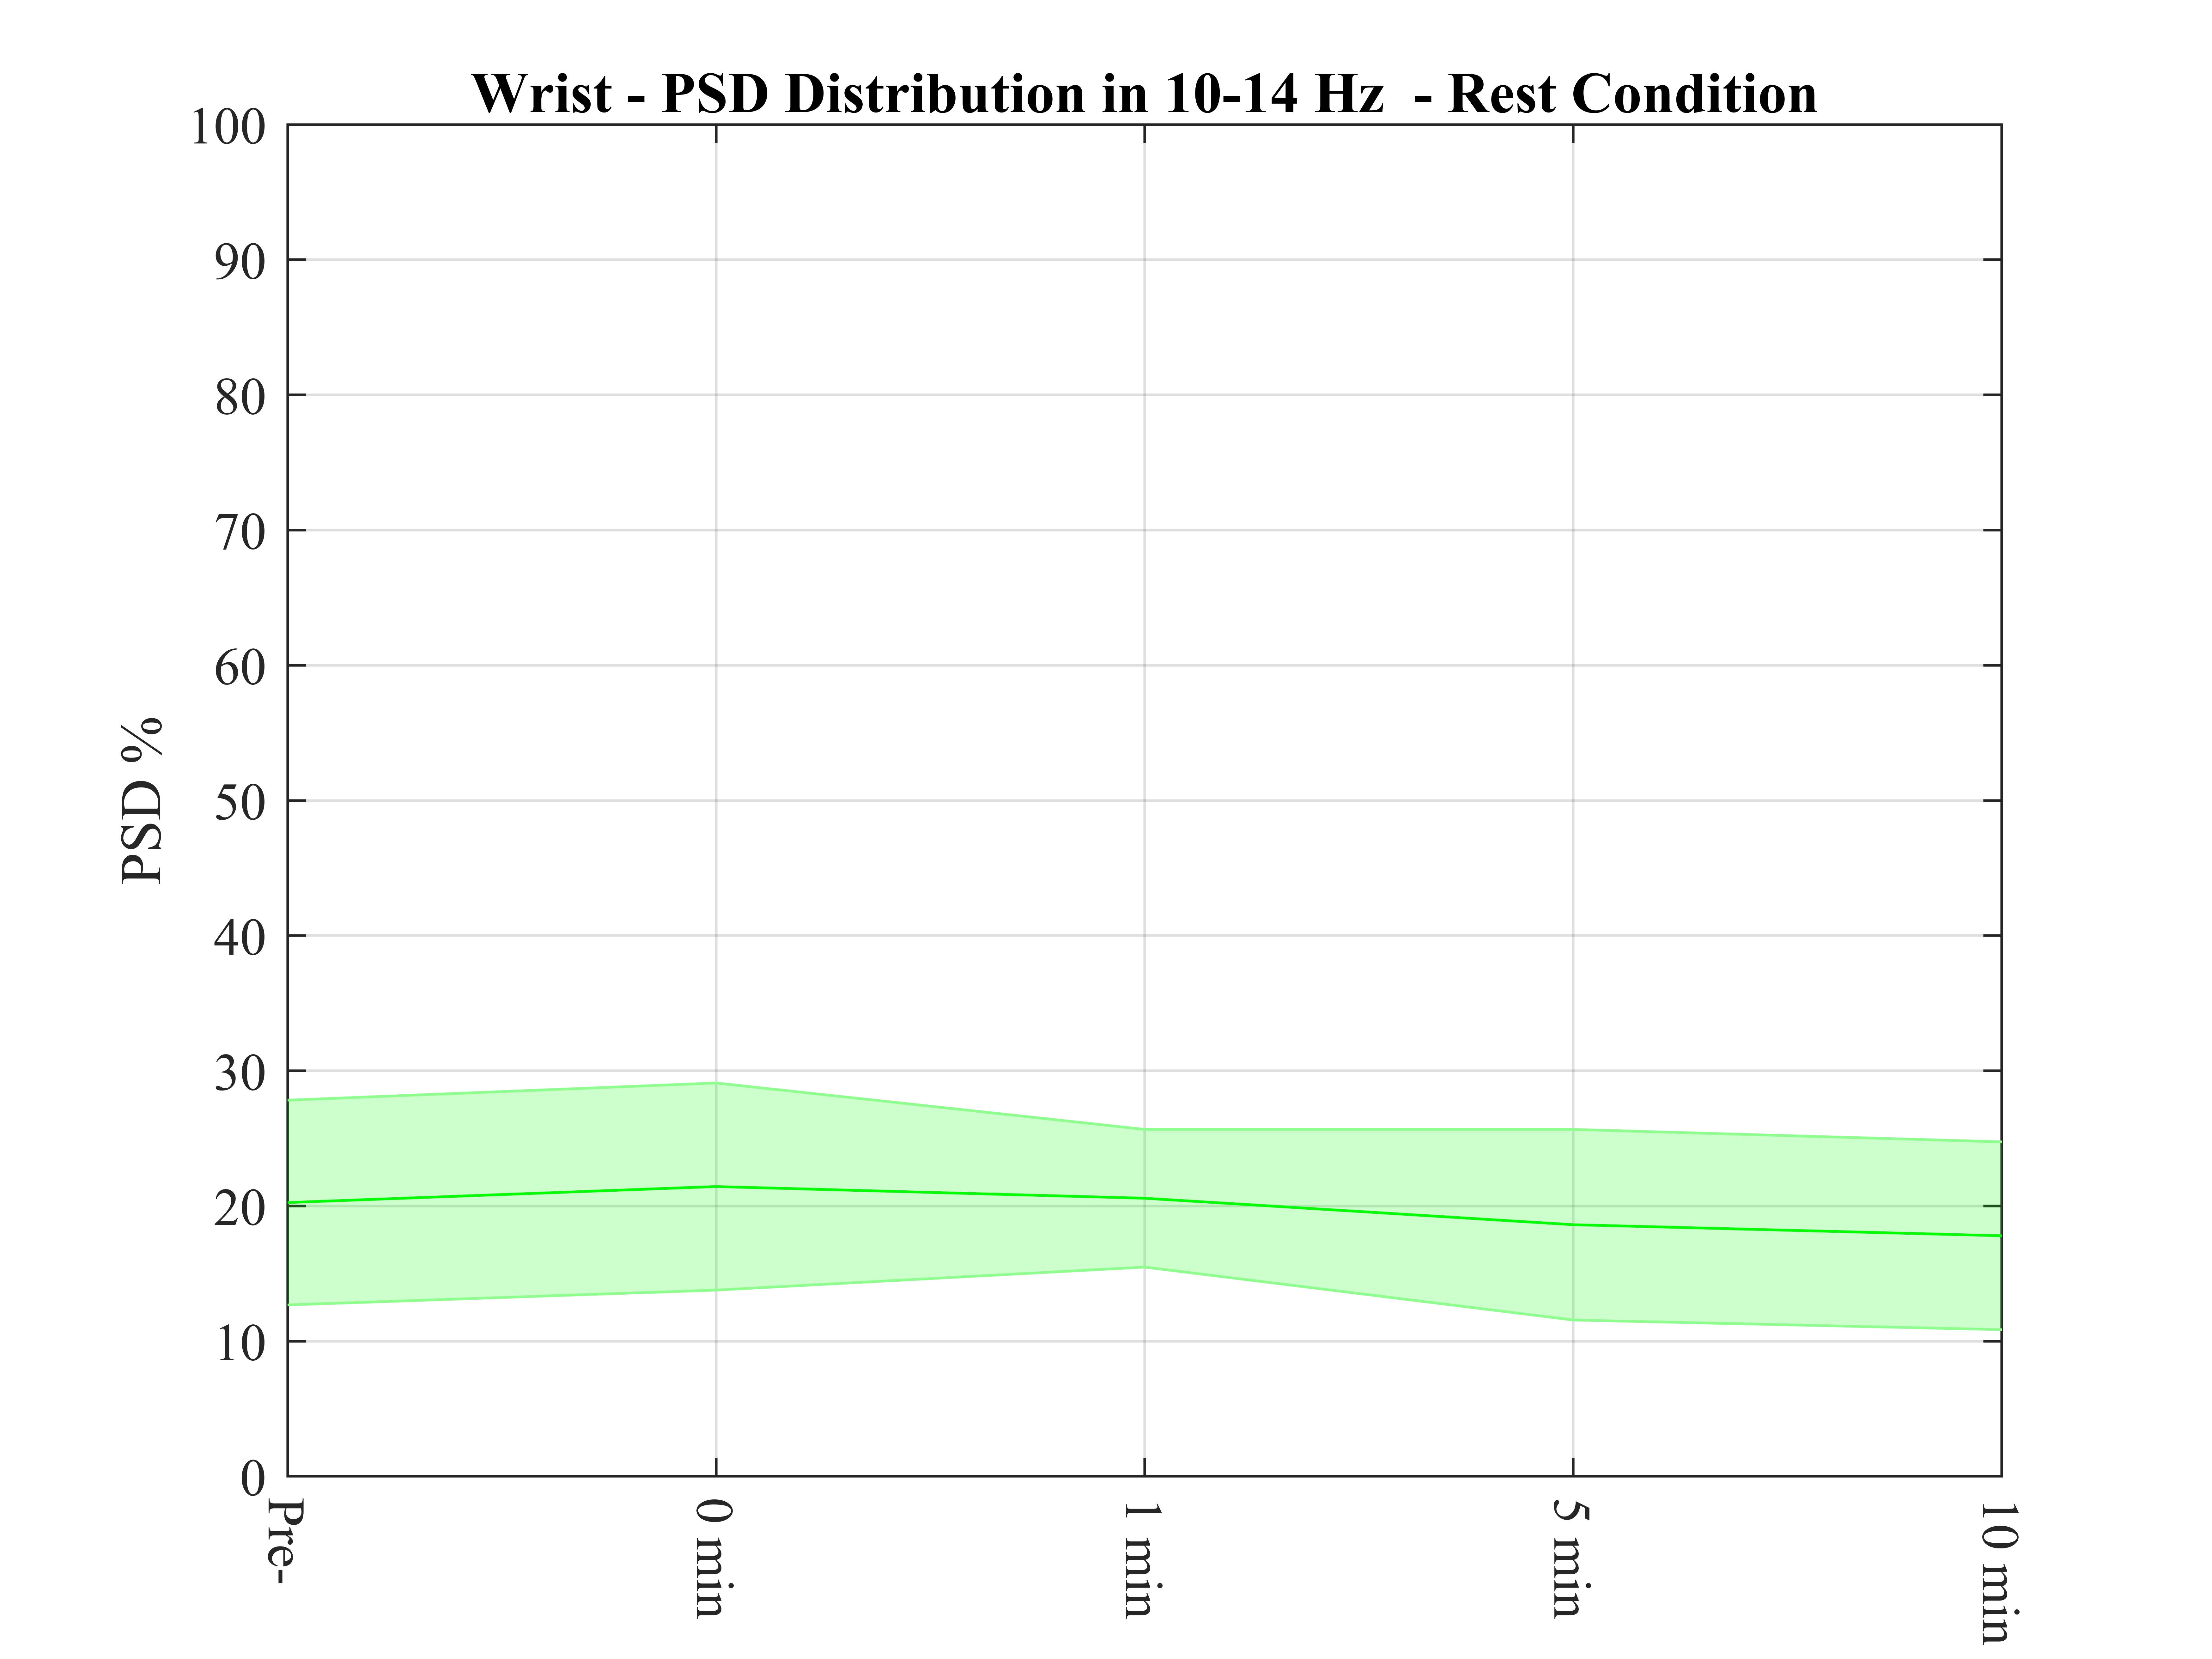 Wrist - PSD Distribution in 10-14 Hz - Rest Condition
100
90
80
70
60
50
40
30
20
10
0
PSD %
Pre-
0 min
1 min
5 min
10 min